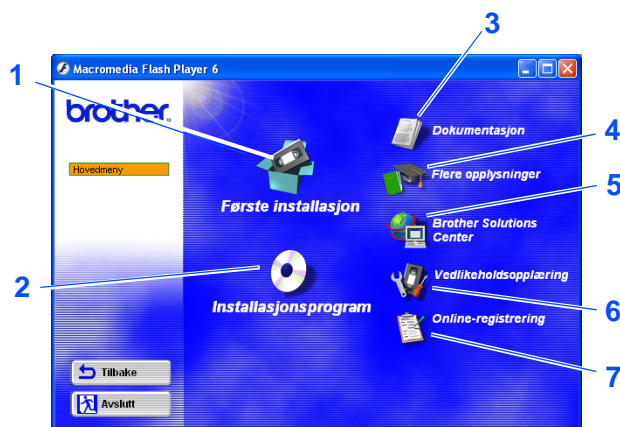 3
1
Macromedia Flash Player 6
brother.
Dokumentasjon
4
Hovedmeny
Flere opplysninger
5
Første installasjon
Brother Solutions
Center
2
Vedlikeholdsopplæring
Installasjonsprogram
6
Online-registrering
7
Tilbake
Avslutt